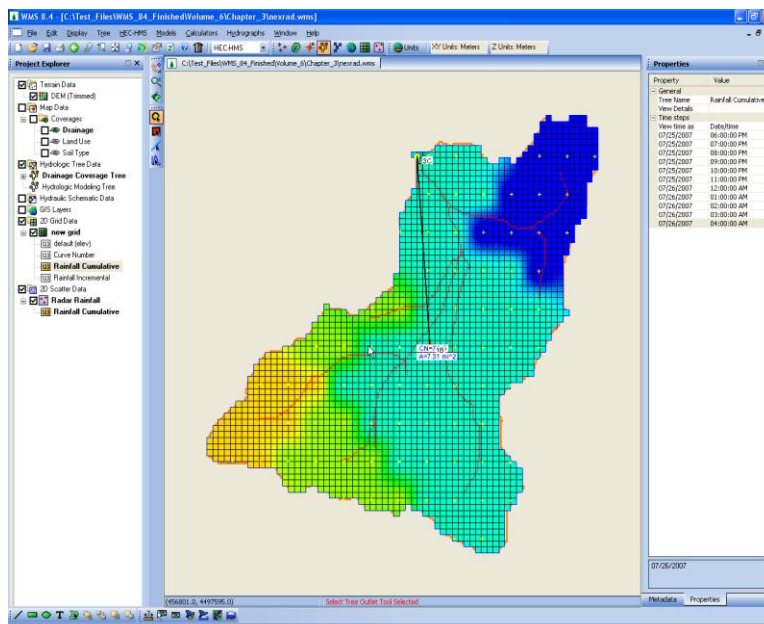 WMS 8.4 - [C:\Test_Files\WMS_84_Finished\Volume_6\Chapter_3\nexrad.wms]
File Edit Display Tree HEC-HMS Models Calculators Hydrographs Window Help
HEC-HMS Units XY Units: Meters Z Units: Meters
Project Explorer
C:\Test_Files\WMS_84_Finished\Volume_6\Chapter_3\nexrad.wms
Properties
Terrain Data
DEM (Trimmed)
Map Data
Coverages
Drainage
Land Use
Soil Type
Hydrologic Tree Data
Drainage Coverage Tree
Hydrologic Modeling Tree
Hydraulic Schematic Data
GIS Layers
2D Grid Data
new grid
default (elev)
Curve Number
Rainfall Cumulative
Rainfall Incremental
2D Scatter Data
Radar Rainfall
Rainfall Cumulative
3C
A=7.31 mi^2
Property Value
General
Tree Name Rainfall Cumulative
View Details
Time steps
View time as Date/time
07/25/2007 06:00:00 PM
07/25/2007 07:00:00 PM
07/25/2007 08:00:00 PM
07/25/2007 09:00:00 PM
07/25/2007 10:00:00 PM
07/25/2007 11:00:00 PM
07/26/2007 12:00:00 AM
07/26/2007 01:00:00 AM
07/26/2007 02:00:00 AM
07/26/2007 03:00:00 AM
07/26/2007 04:00:00 AM
07/26/2007
Metadata Properties
(456801.0, 4497595.0) Select Tree Outlet Tool Selected